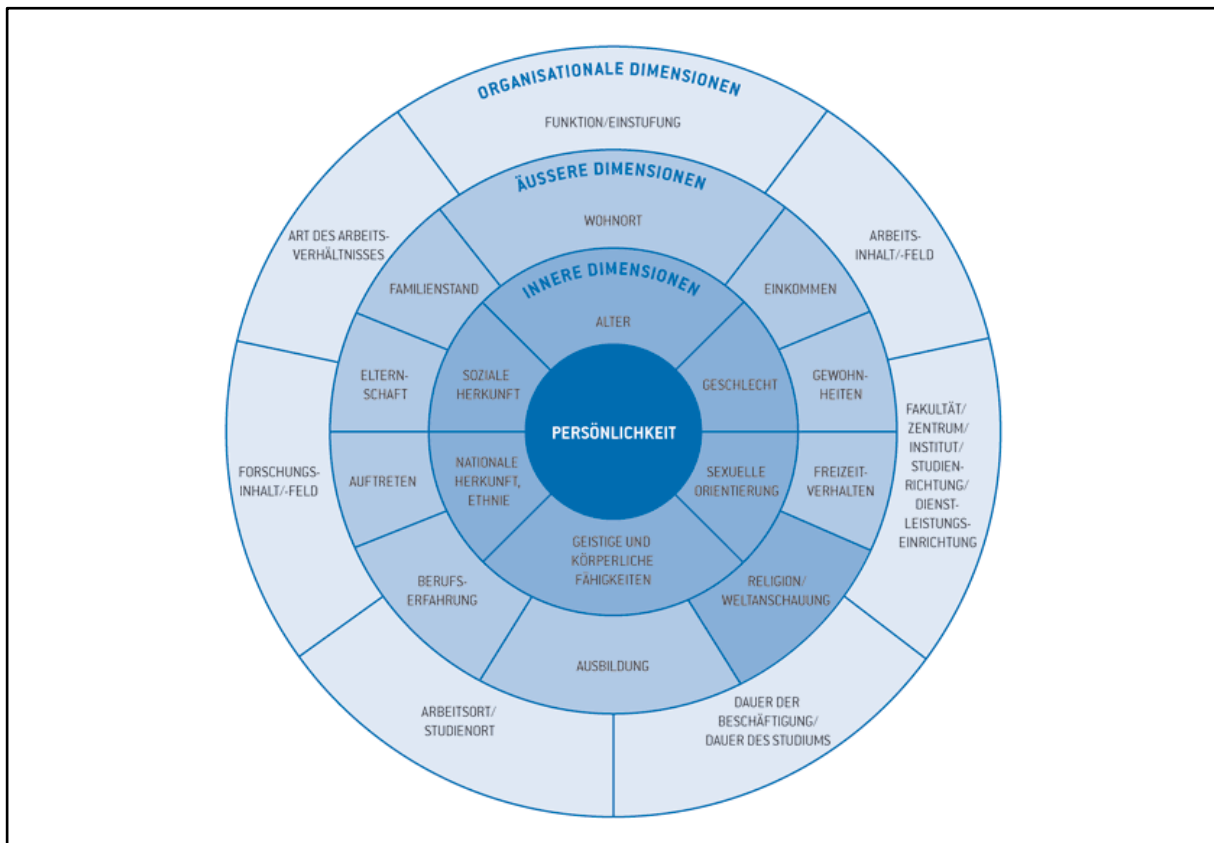 ORGANISATIONALE DIMENSIONEN
FUNKTION/EINSTUFUNG
ÄUSSERE DIMENSIONEN
WOHNORT
INNERE DIMENSIONEN
ALTER
ART DES ARBEITS-
VERHÄLTNISSES
ARBEITS-
INHALT/-FELD
FAMILIENSTAND
EINKOMMEN
ELTERN-
SCHAFT
SOZIALE
HERKUNFT
GESCHLECHT
GEWOHN-
HEITEN
PERSÖNLICHKEIT
FAKULTÄT/
ZENTRUM/
INSTITUT/
STUDIEN-
RICHTUNG/
DIENST-
LEISTUNGS-
EINRICHTUNG
FORSCHUNGS-
INHALT/-FELD
AUFTRETEN
NATIONALE
HERKUNFT,
ETHNIE
SEXUELLE
ORIENTIERUNG
FREIZEIT-
VERHALTEN
GEISTIGE UND
KÖRPERLICHE
FÄHIGKEITEN
BERUFS-
ERFAHRUNG
RELIGION/
WELTANSCHAUUNG
AUSBILDUNG
ARBEITSORT/
STUDIENORT
DAUER DER
BESCHÄFTIGUNG/
DAUER DES STUDIUMS